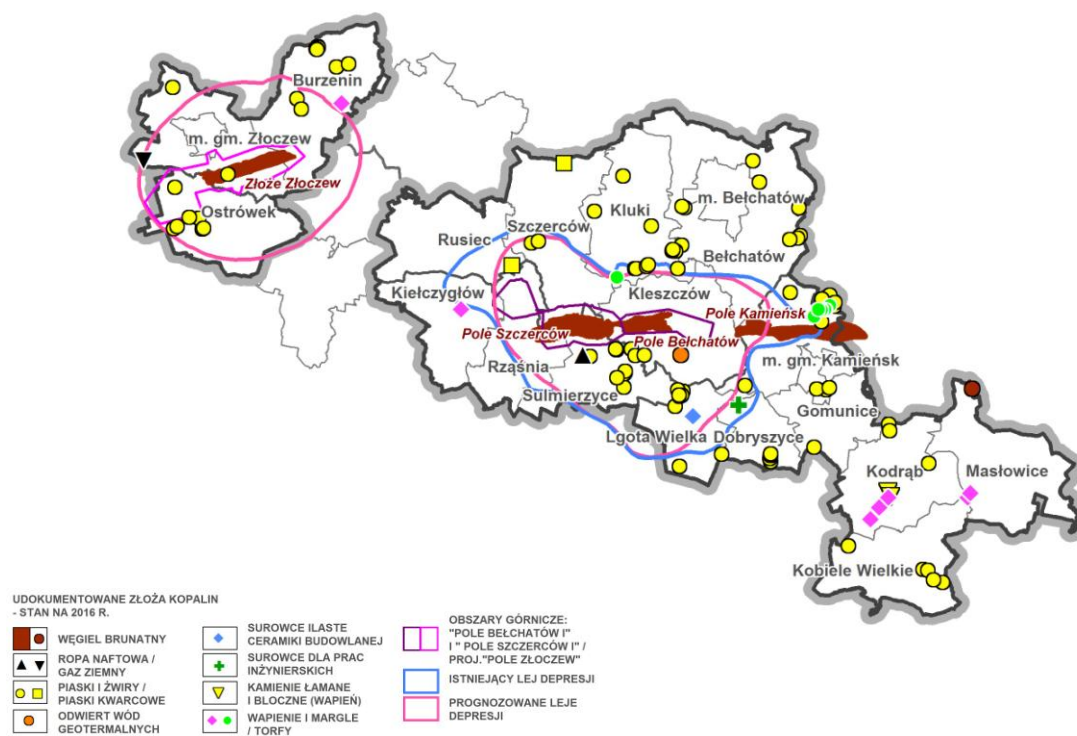 Burzenin
m. gm. Złoczew
Złoże Złoczew
Ostrówek
Rusiec
Szczerców
Kluki
m. Bełchatów
Bełchatów
Kiełczygłów
Kleszczów
Pole Kamieńsk
Pole Szczerców
Pole Bełchatów
Rząśnia
m. gm. Kamieńsk
Sulmierzyce
Gomunice
Lgota Wielka
Dobryszyce
Kodrąb
Masłowice
Kobiele Wielkie
UDOKUMENTOWANE ZŁOŻA KOPALIN
- STAN NA 2016 R.
WĘGIEL BRUNATNY
ROPA NAFTOWA /
GAZ ZIEMNY
PIASKI I ŻWIRY /
PIASKI KWARCOWE
ODWIERT WÓD
GEOTERMALNYCH
SUROWCE ILASTE
CERAMIKI BUDOWLANEJ
SUROWCE DLA PRAC
INŻYNIERSKICH
KAMIENIE ŁAMANE
I BLOCZNE (WAPIEŃ)
WAPIENIE I MARGLE
/ TORFY
OBSZARY GÓRNICZE:
"POLE BEŁCHATÓW I"
I " POLE SZCZERCÓW I" /
PROJ."POLE ZŁOCZEW"
ISTNIEJĄCY LEJ DEPRESJI
PROGNOZOWANE LEJE
DEPRESJI